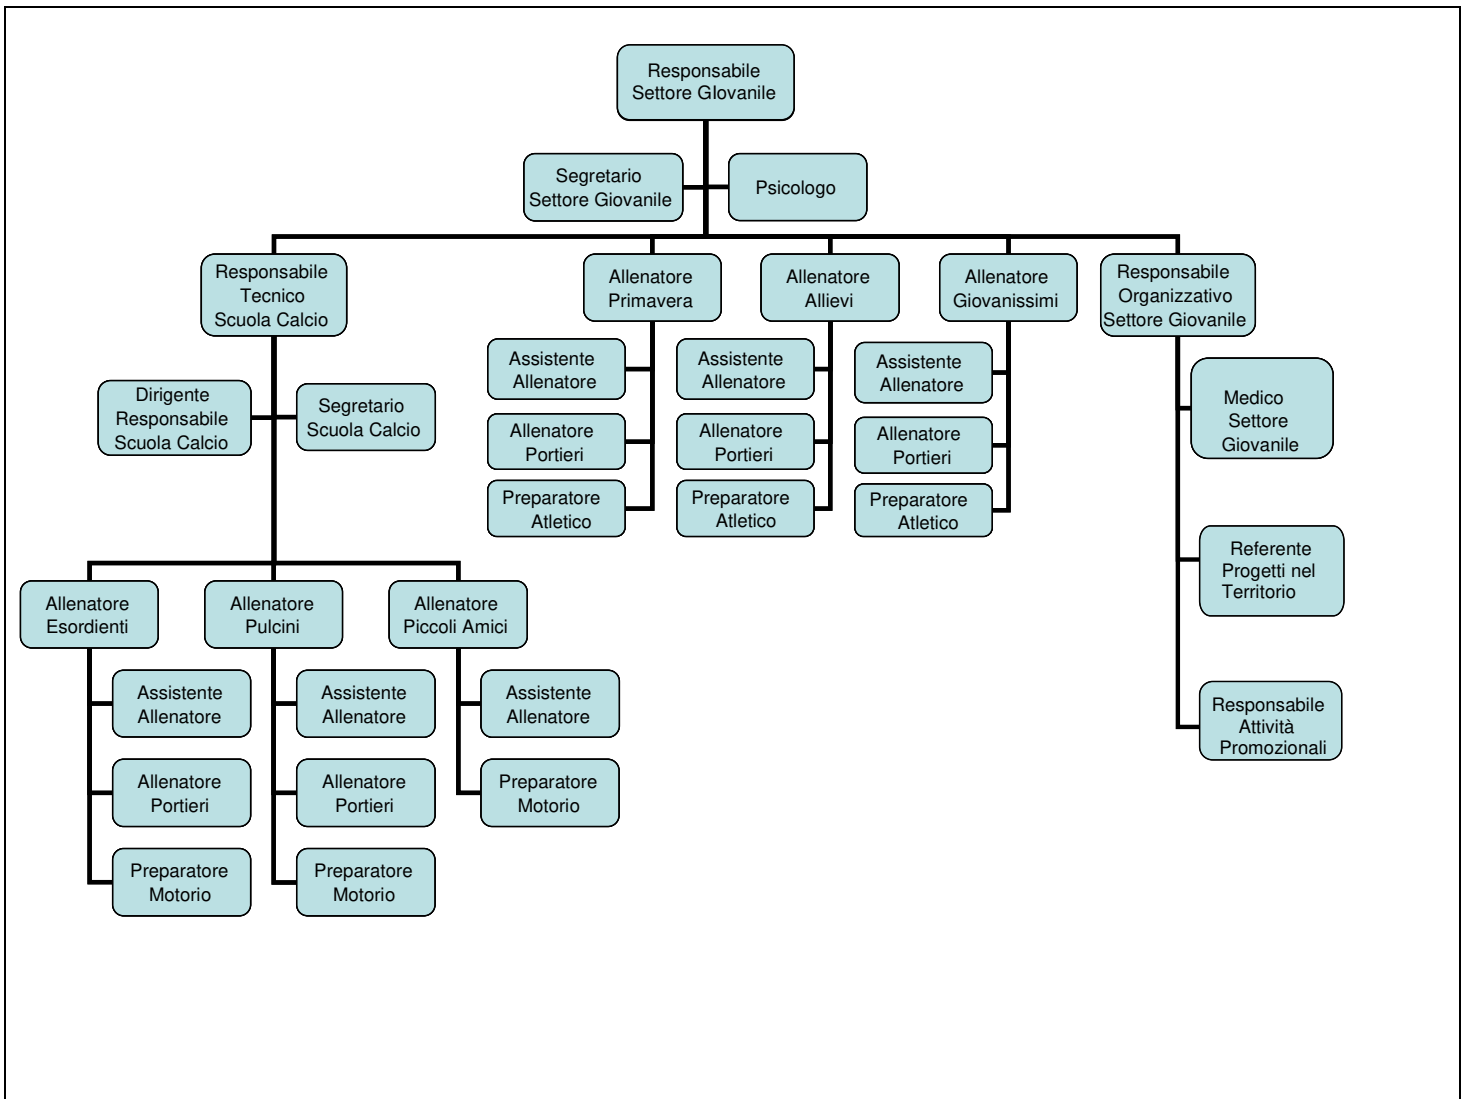 Responsabile
Settore GIovanile
Segretario
Settore Giovanile
Psicologo
Responsabile
Tecnico
Scuola Calcio
Allenatore
Primavera
Allenatore
Allievi
Allenatore
Giovanissimi
Responsabile
Organizzativo
Settore Giovanile
Dirigente
Responsabile
Scuola Calcio
Segretario
Scuola Calcio
Assistente
Allenatore
Allenatore
Portieri
Preparatore
Atletico
Assistente
Allenatore
Allenatore
Portieri
Preparatore
Atletico
Assistente
Allenatore
Allenatore
Portieri
Preparatore
Atletico
Medico
Settore
Giovanile
Referente
Progetti nel
Territorio
Responsabile
Attività
Promozionali
Allenatore
Esordienti
Allenatore
Pulcini
Allenatore
Piccoli Amici
Assistente
Allenatore
Allenatore
Portieri
Preparatore
Motorio
Assistente
Allenatore
Allenatore
Portieri
Preparatore
Motorio
Assistente
Allenatore
Preparatore
Motorio